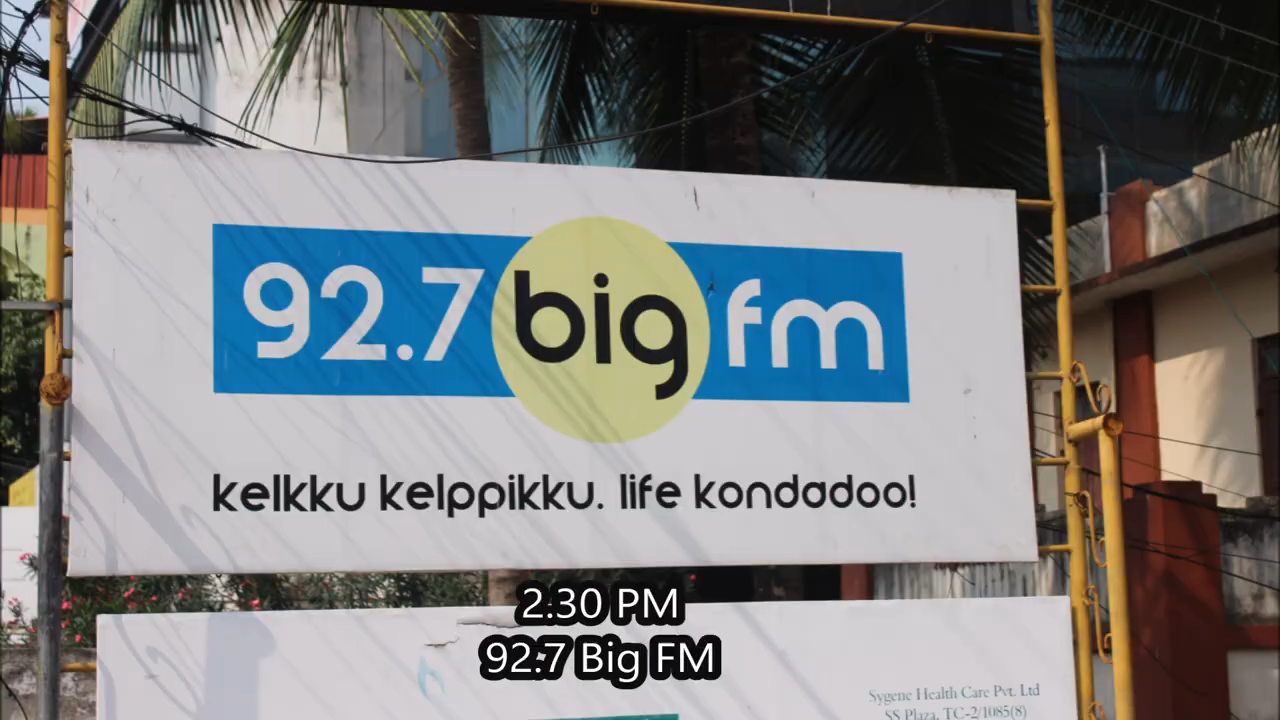 92.7 big fm
kelkku kelppikku. life kondadoo!
2.30 PM
92.7 Big FM
Sygene Health Care Pvt. Ltd
SS Plaza, TC-2/1085(8)